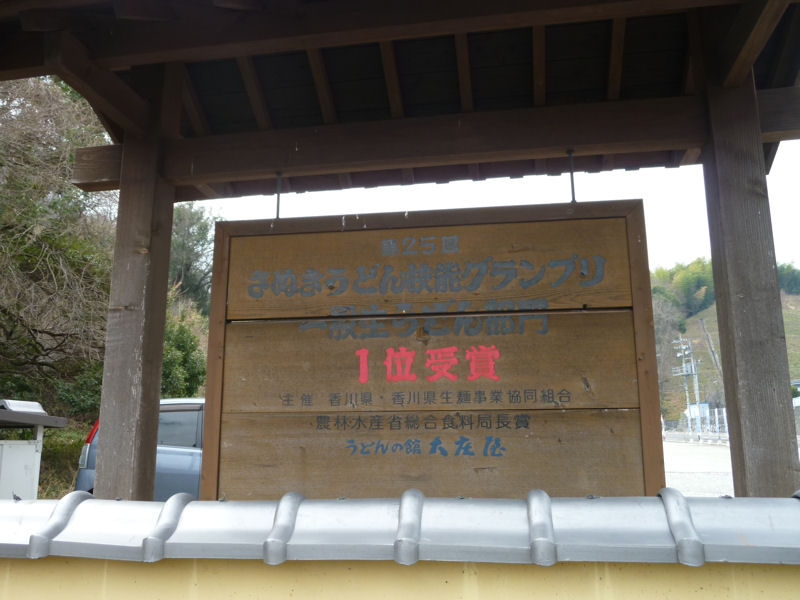 第25回
さぬきうどん技能グランプリ
一般生うどん部門
1位受賞
主催 香川県・香川県生麺事業協同組合
農林水産省総合食料局長賞
うどんの館 大庄屋